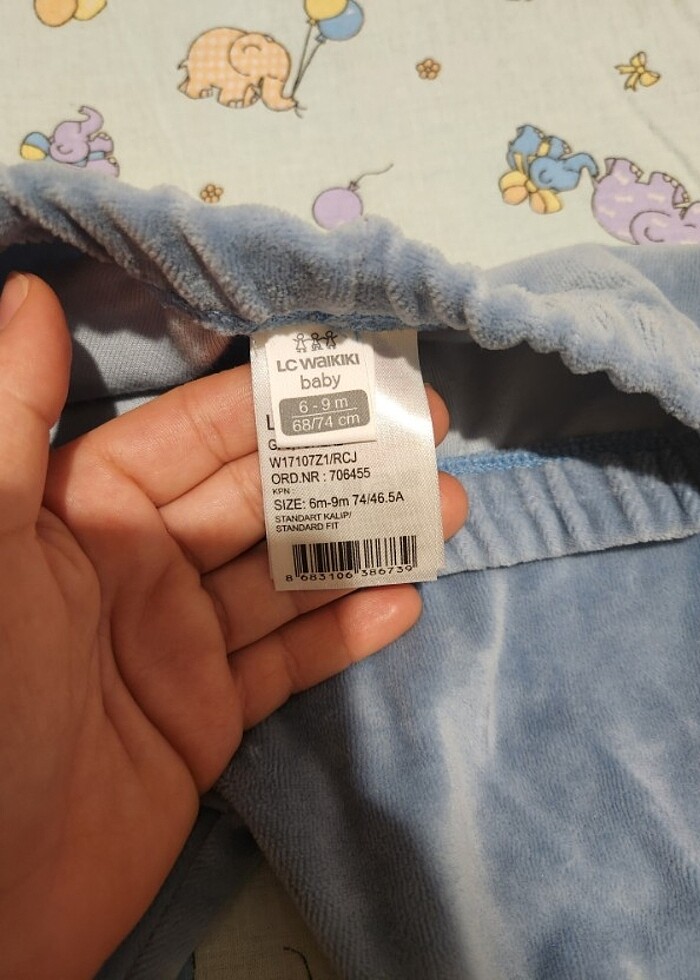 LC WAIKIKI
baby
6 - 9 m
68/74 cm
W17107Z1/RCJ
ORD.NR : 706455
KPN :
SIZE: 6m-9m 74/46.5A
STANDART KALIP/
STANDARD FIT
8 683106 386739